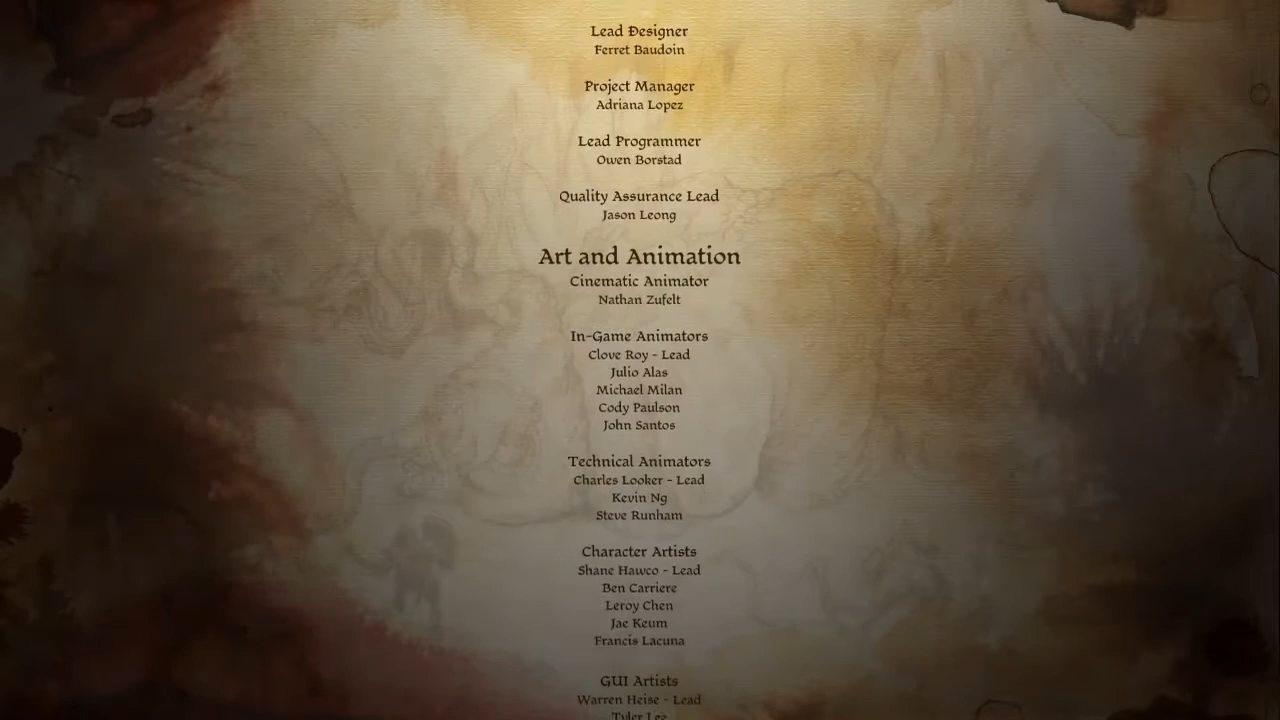 Lead Designer
Ferret Baudoin
Project Manager
Adriana Lopez
Lead Programmer
Owen Borstad
Quality Assurance Lead
Jason Leong
Art and Animation
Cinematic Animator
Nathan Zufelt
In-Game Animators
Clove Roy - Lead
Julio Alas
Michael Milan
Cody Paulson
John Santos
Technical Animators
Charles Looker - Lead
Kevin Ng
Steve Runham
Character Artists
Shane Hawco - Lead
Ben Carriere
Leroy Chen
Jae Keum
Francis Lacuna
GUI Artists
Warren Heise - Lead
Tyler Lee